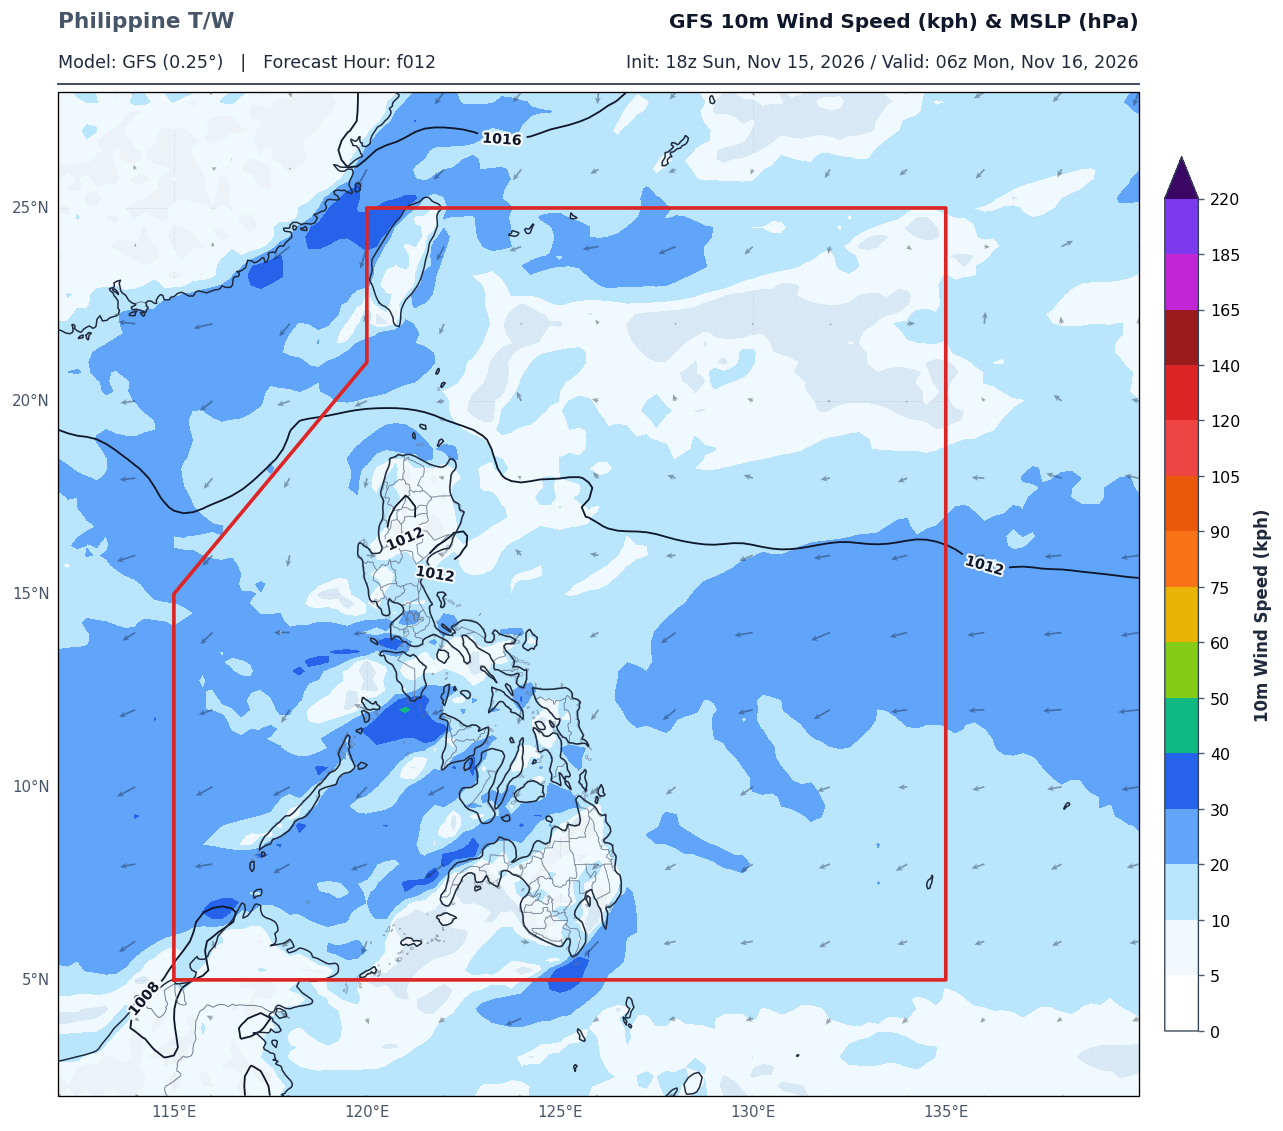 Philippine T/W
GFS 10m Wind Speed (kph) & MSLP (hPa)
Model: GFS (0.25°) | Forecast Hour: f012
Init: 18z Sun, Nov 15, 2026 / Valid: 06z Mon, Nov 16, 2026
1016
25°N
20°N
1012
1012
1012
15°N
10°N
1008
5°N
115°E
120°E
125°E
130°E
135°E
220
185
165
140
120
105
90
75
60
50
40
30
20
10
5
0
10m Wind Speed (kph)